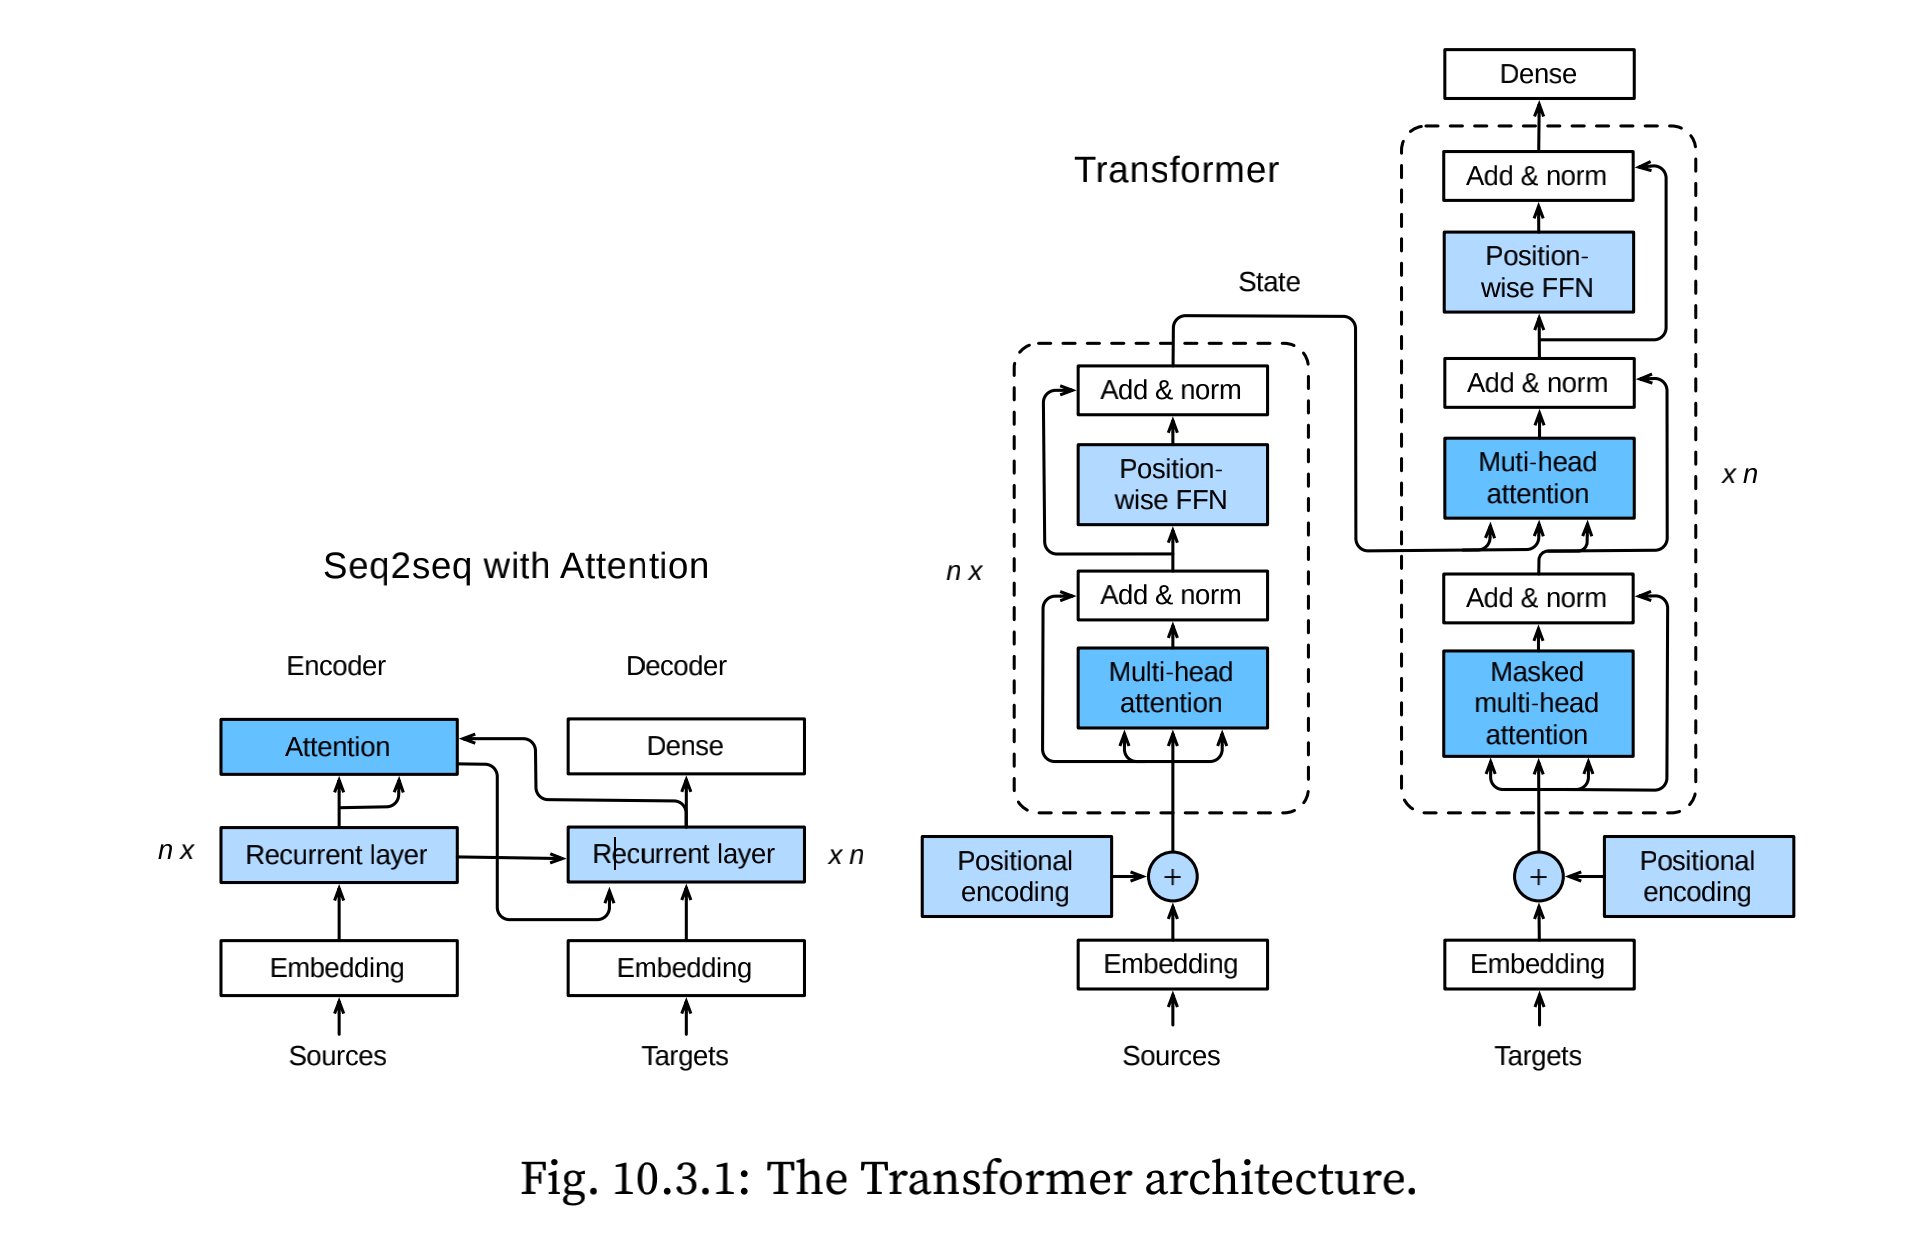 Seq2seq with Attention
Encoder
Decoder
Attention
Dense
n x
Recurrent layer
Recurrent layer
x n
Embedding
Embedding
Sources
Targets
Transformer
State
n x
Add & norm
Position-
wise FFN
Add & norm
Multi-head
attention
Positional
encoding
+
Embedding
Sources
Dense
Add & norm
Position-
wise FFN
Add & norm
Muti-head
attention
x n
Add & norm
Masked
multi-head
attention
+
Positional
encoding
Embedding
Targets
Fig. 10.3.1: The Transformer architecture.